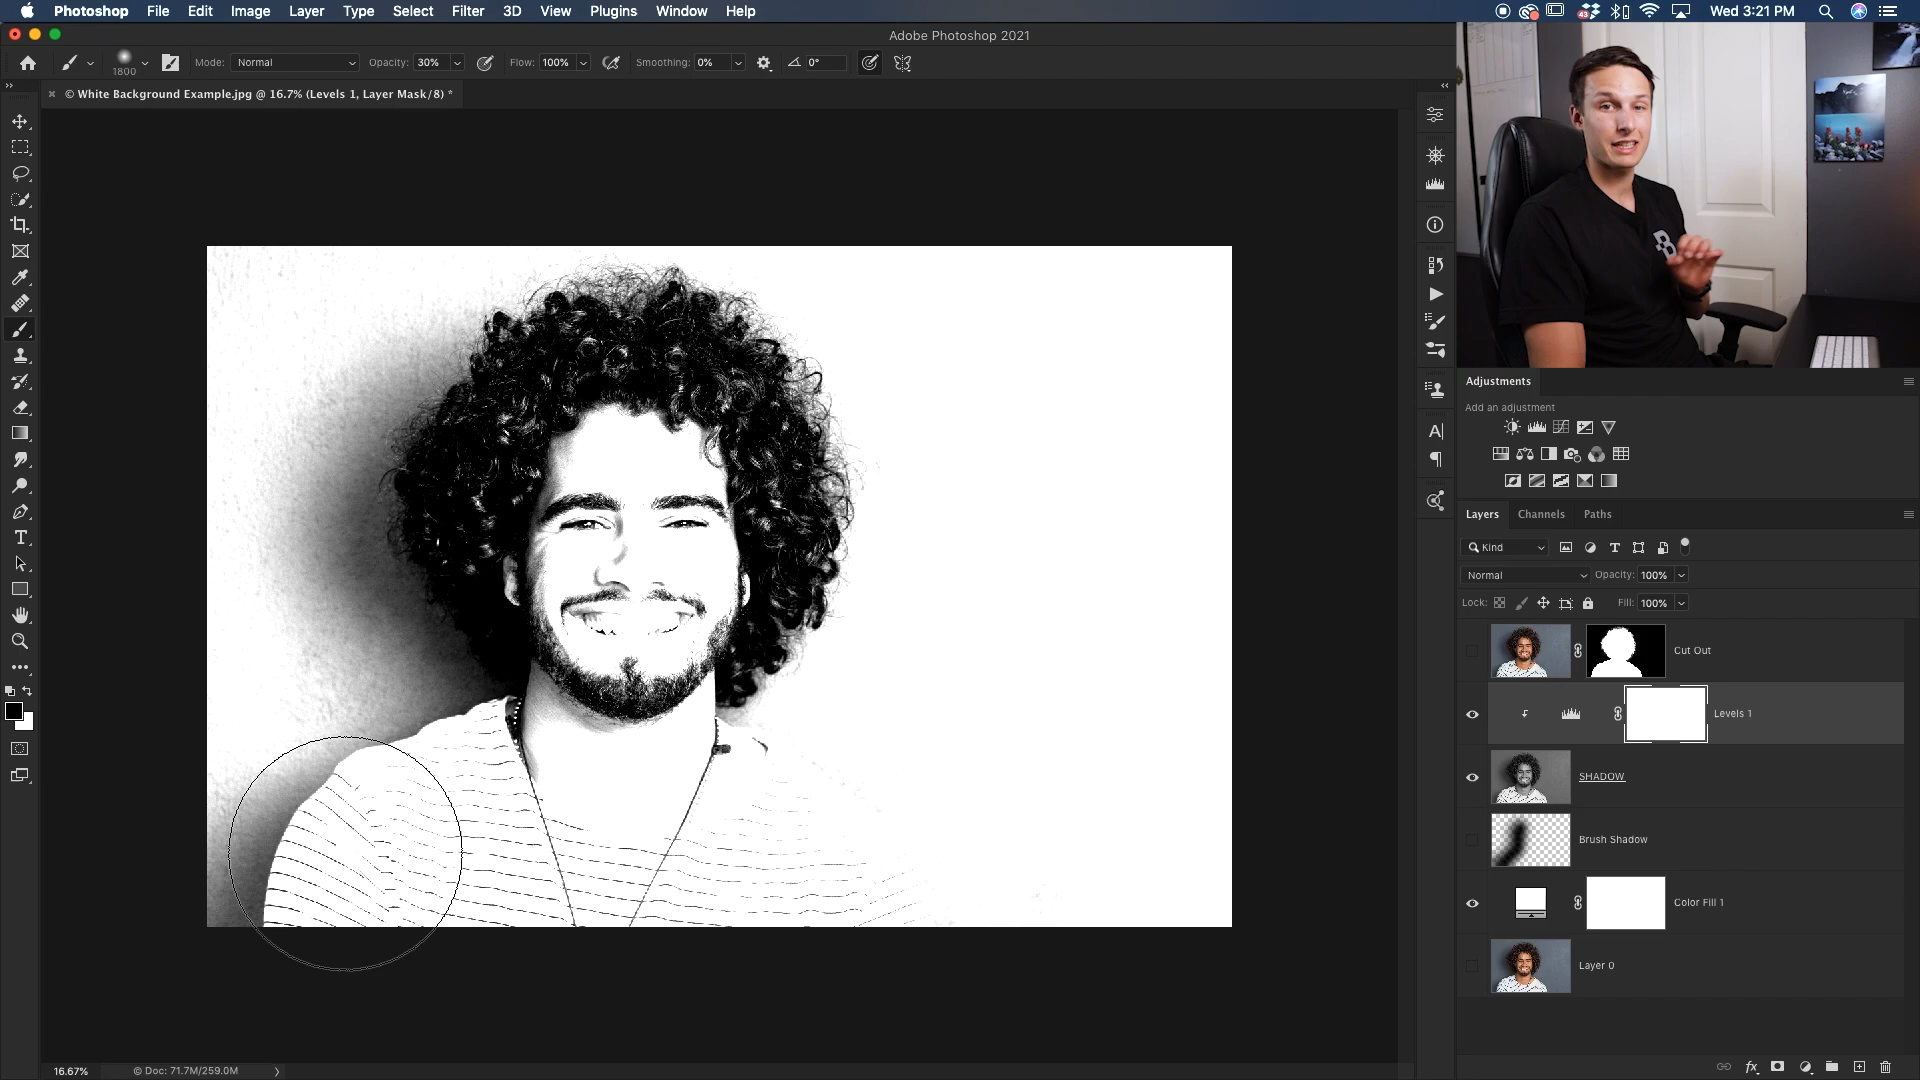 Photoshop File Edit Image Layer Type Select Filter 3D View Plugins Window Help
43
Wed 3:21 PM
Adobe Photoshop 2021
1800
Mode: Normal
Opacity: 30%
Flow: 100%
Smoothing: 0%
0°
© White Background Example.jpg @ 16.7% (Levels 1, Layer Mask/8) *
B
Adjustments
Add an adjustment
Layers Channels Paths
Kind
Normal
Opacity: 100%
Lock:
Fill: 100%
Cut Out
Levels 1
SHADOW
Brush Shadow
Color Fill 1
Layer 0
fx
16.67%
© Doc: 71.7M/259.0M